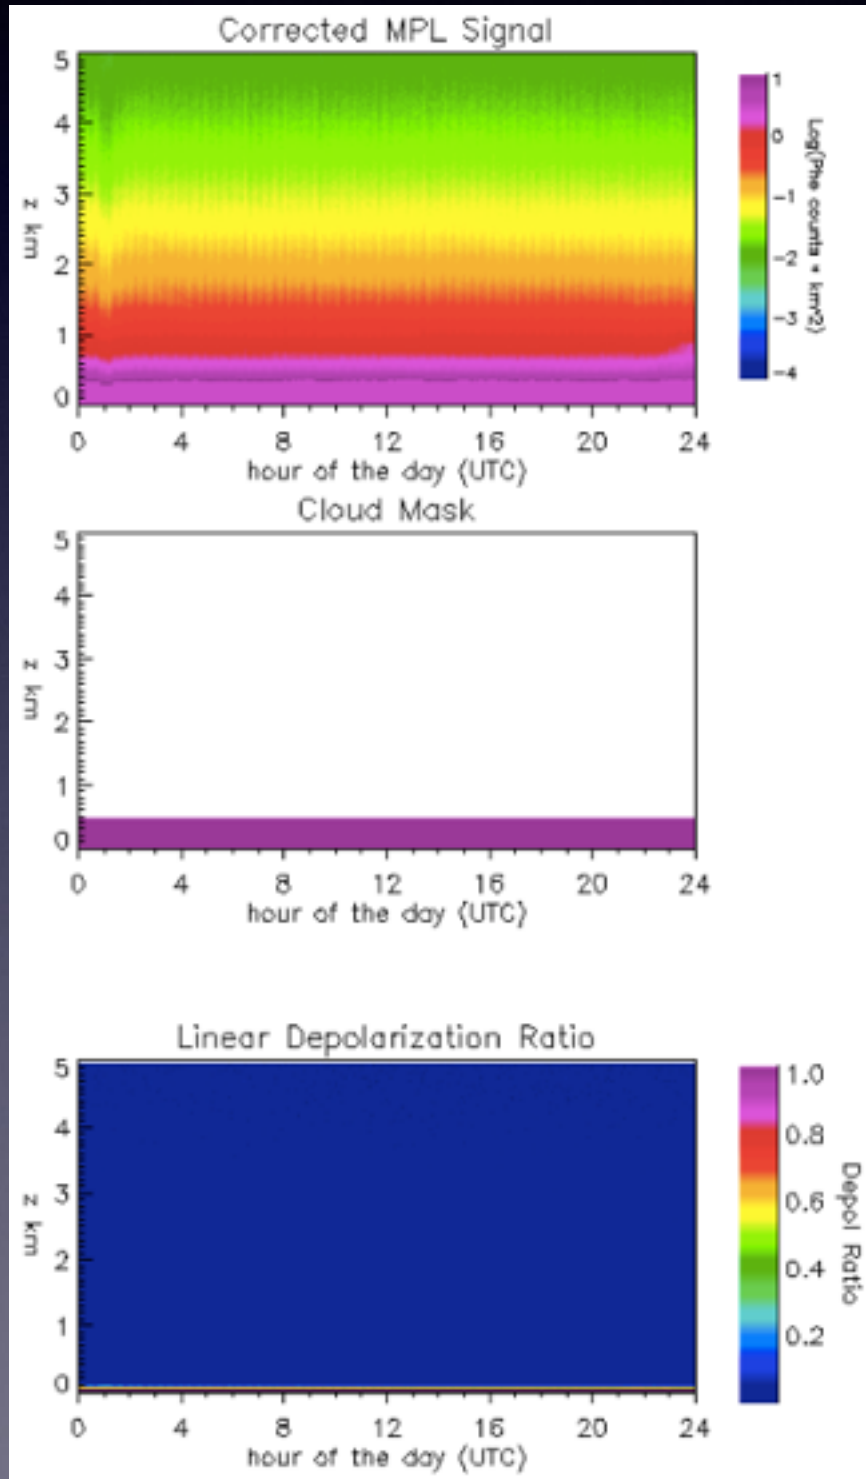 Corrected MPL Signal
5
4
3
2
1
0
z km
0 4 8 12 16 20 24
hour of the day (UTC)
1
0
-1
-2
-3
-4
Log(Phe counts * km^2)
Cloud Mask
5
4
3
2
1
0
z km
0 4 8 12 16 20 24
hour of the day (UTC)
Linear Depolarization Ratio
5
4
3
2
1
0
z km
0 4 8 12 16 20 24
hour of the day (UTC)
1.0
0.8
0.6
0.4
0.2
Depol Ratio